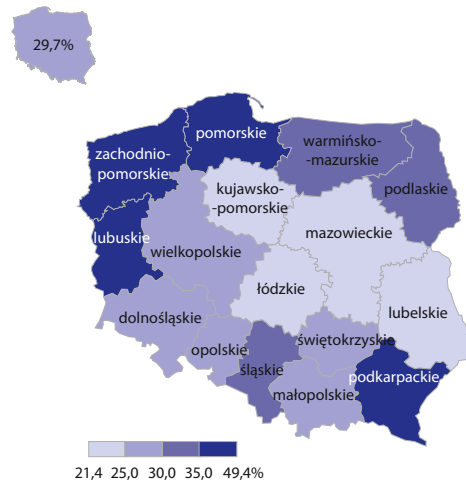 29,7%
pomorskie
zachodnio-
pomorskie
warmińsko-
-mazurskie
podlaskie
kujawsko-
-pomorskie
lubuskie
mazowieckie
wielkopolskie
łódzkie
lubelskie
dolnośląskie
świętokrzyskie
opolskie
śląskie
podkarpackie
małopolskie
21,4 25,0 30,0 35,0 49,4%